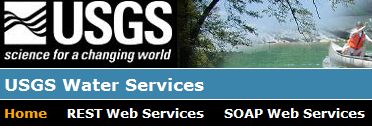 USGS
science for a changing world
USGS Water Services
Home REST Web Services SOAP Web Services